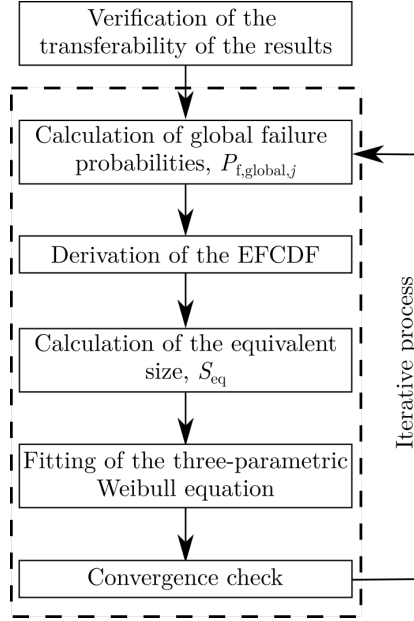 Verification of the
transferability of the results
Calculation of global failure
probabilities, P_f,global,j
Derivation of the EFCDF
Calculation of the equivalent
size, S_eq
Fitting of the three-parametric
Weibull equation
Convergence check
Iterative process